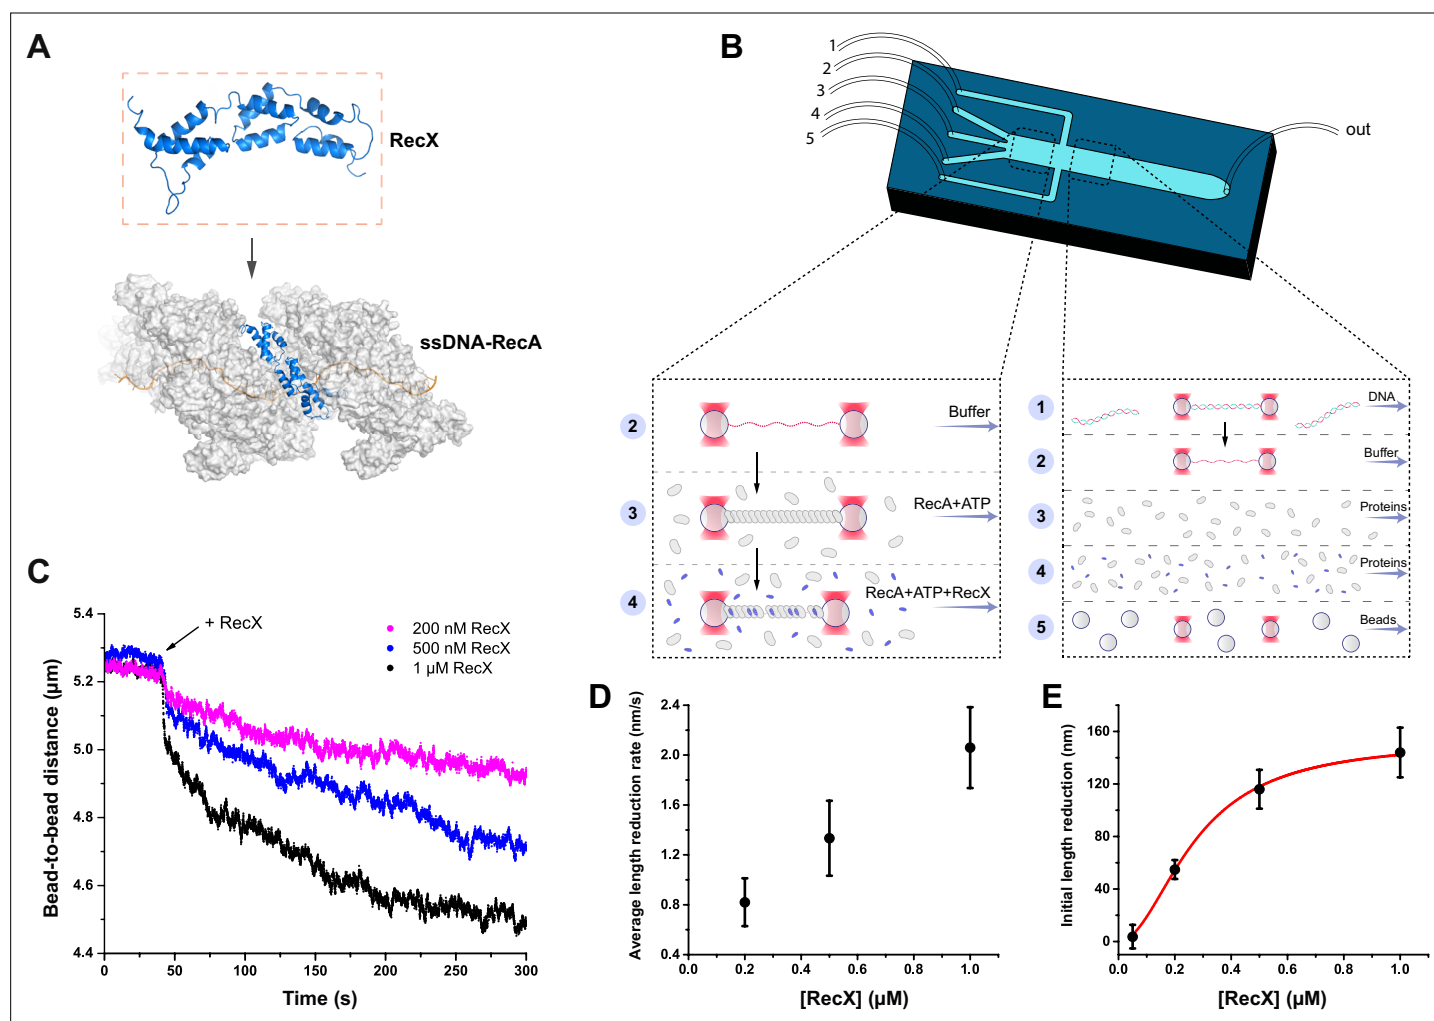 A
RecX
ssDNA-RecA
B
1
2
3
4
5
out
2
Buffer
3
RecA+ATP
4
RecA+ATP+RecX
1
DNA
2
Buffer
3
Proteins
4
Proteins
5
Beads
C
5.4
5.2
5.0
4.8
4.6
4.4
Bead-to-bead distance (µm)
+ RecX
200 nM RecX
500 nM RecX
1 µM RecX
0 50 100 150 200 250 300
Time (s)
D
2.4
2.0
1.6
1.2
0.8
0.4
Average length reduction rate (nm/s)
0.0 0.2 0.4 0.6 0.8 1.0
[RecX] (µM)
E
160
120
80
40
0
Initial length reduction (nm)
0.0 0.2 0.4 0.6 0.8 1.0
[RecX] (µM)